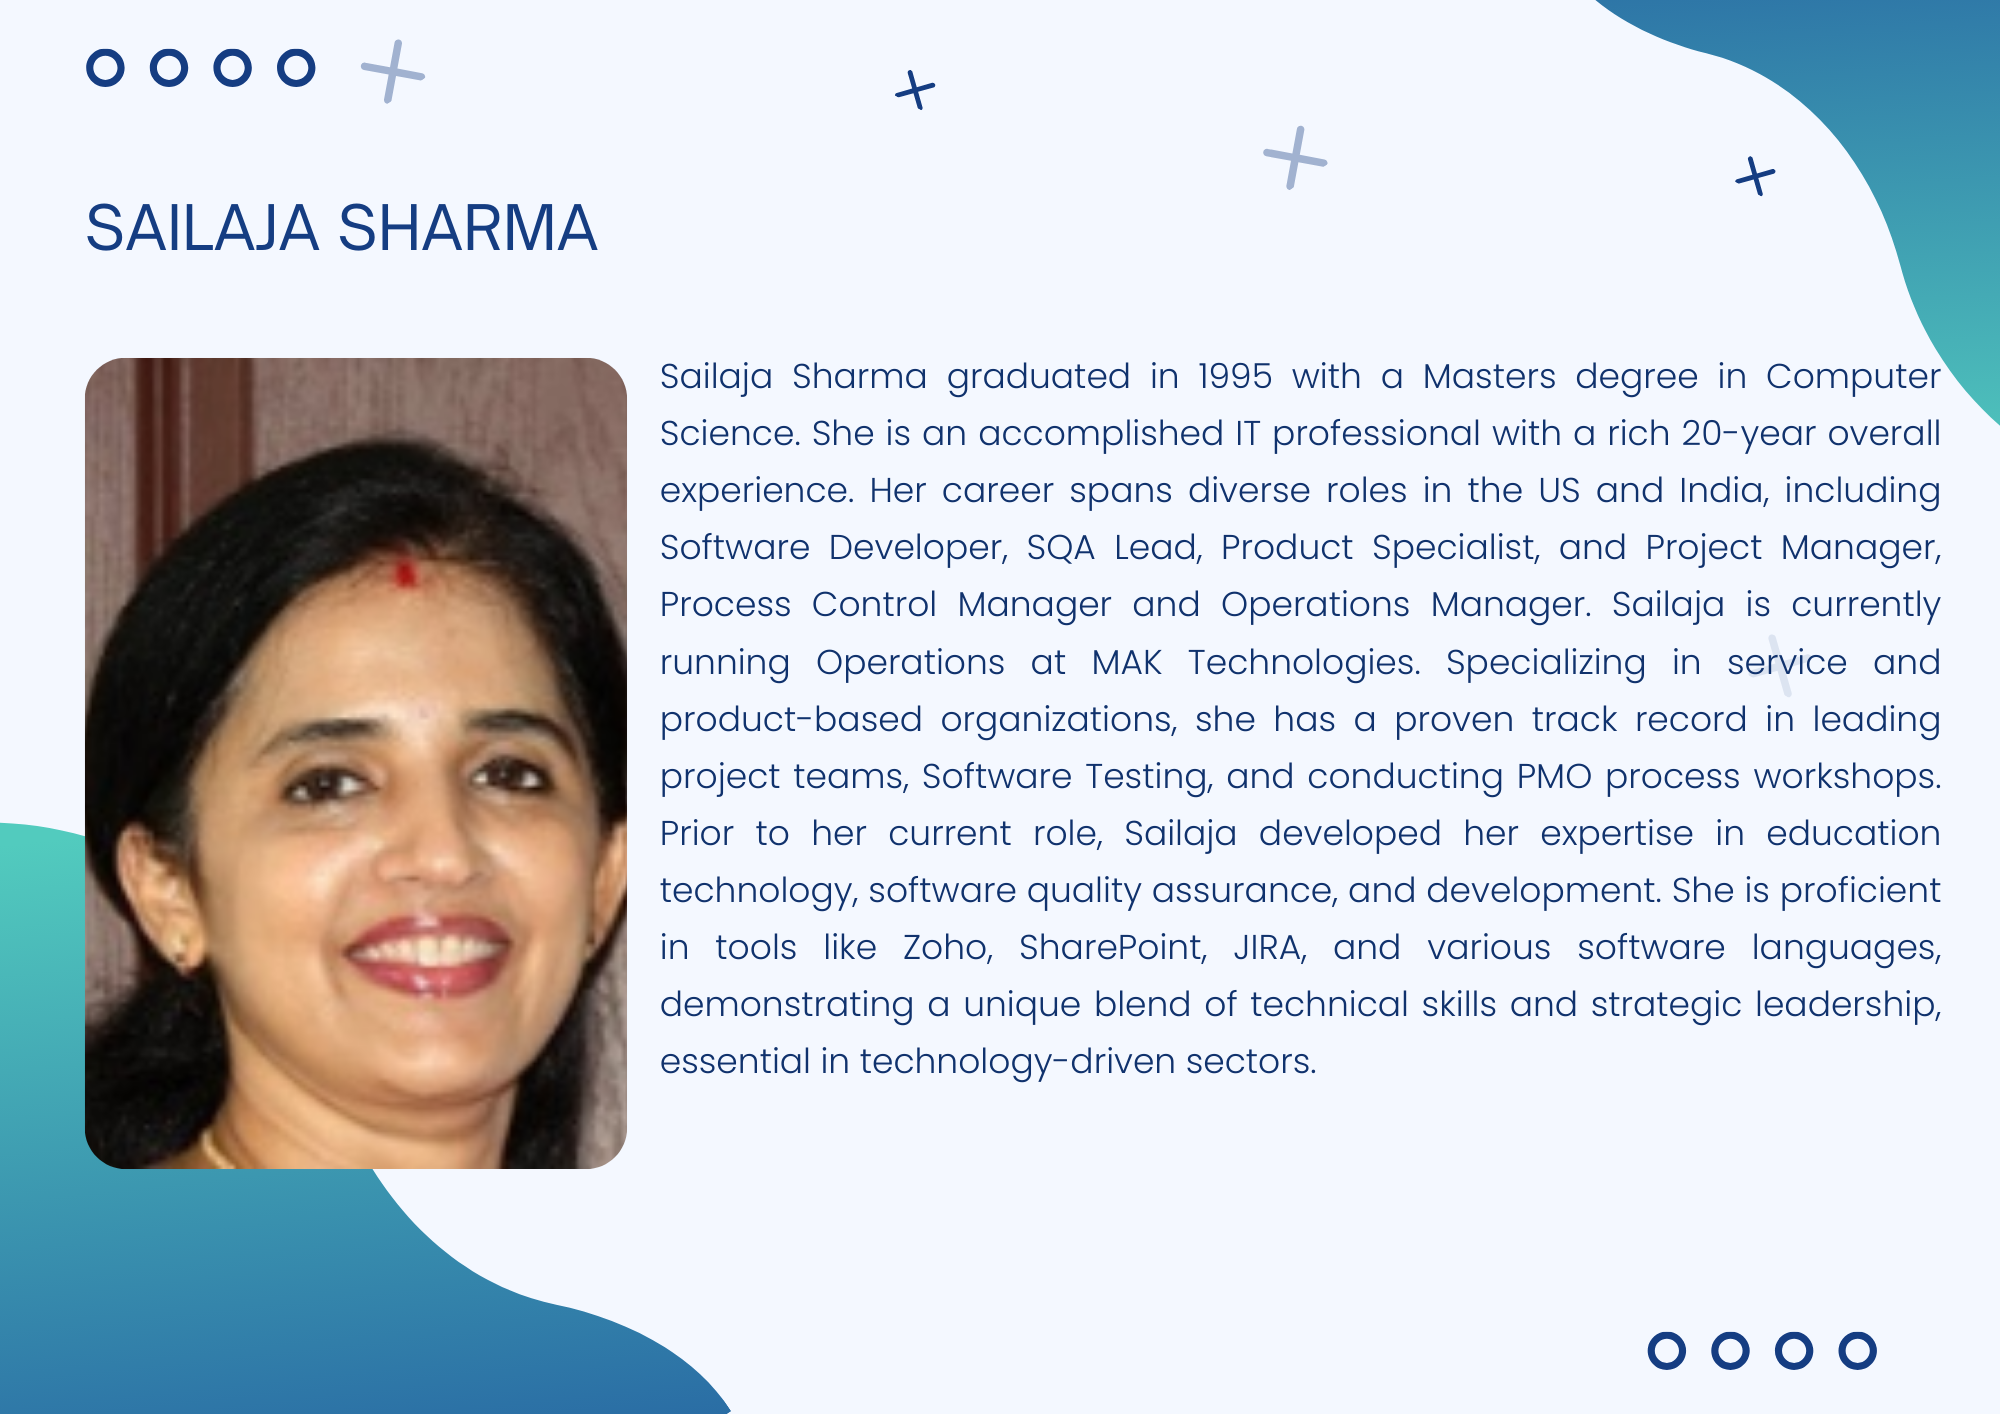 SAILAJA SHARMA
Sailaja Sharma graduated in 1995 with a Masters degree in Computer
Science. She is an accomplished IT professional with a rich 20-year overall
experience. Her career spans diverse roles in the US and India, including
Software Developer, SQA Lead, Product Specialist, and Project Manager,
Process Control Manager and Operations Manager. Sailaja is currently
running Operations at MAK Technologies. Specializing in service and
product-based organizations, she has a proven track record in leading
project teams, Software Testing, and conducting PMO process workshops.
Prior to her current role, Sailaja developed her expertise in education
technology, software quality assurance, and development. She is proficient
in tools like Zoho, SharePoint, JIRA, and various software languages,
demonstrating a unique blend of technical skills and strategic leadership,
essential in technology-driven sectors.